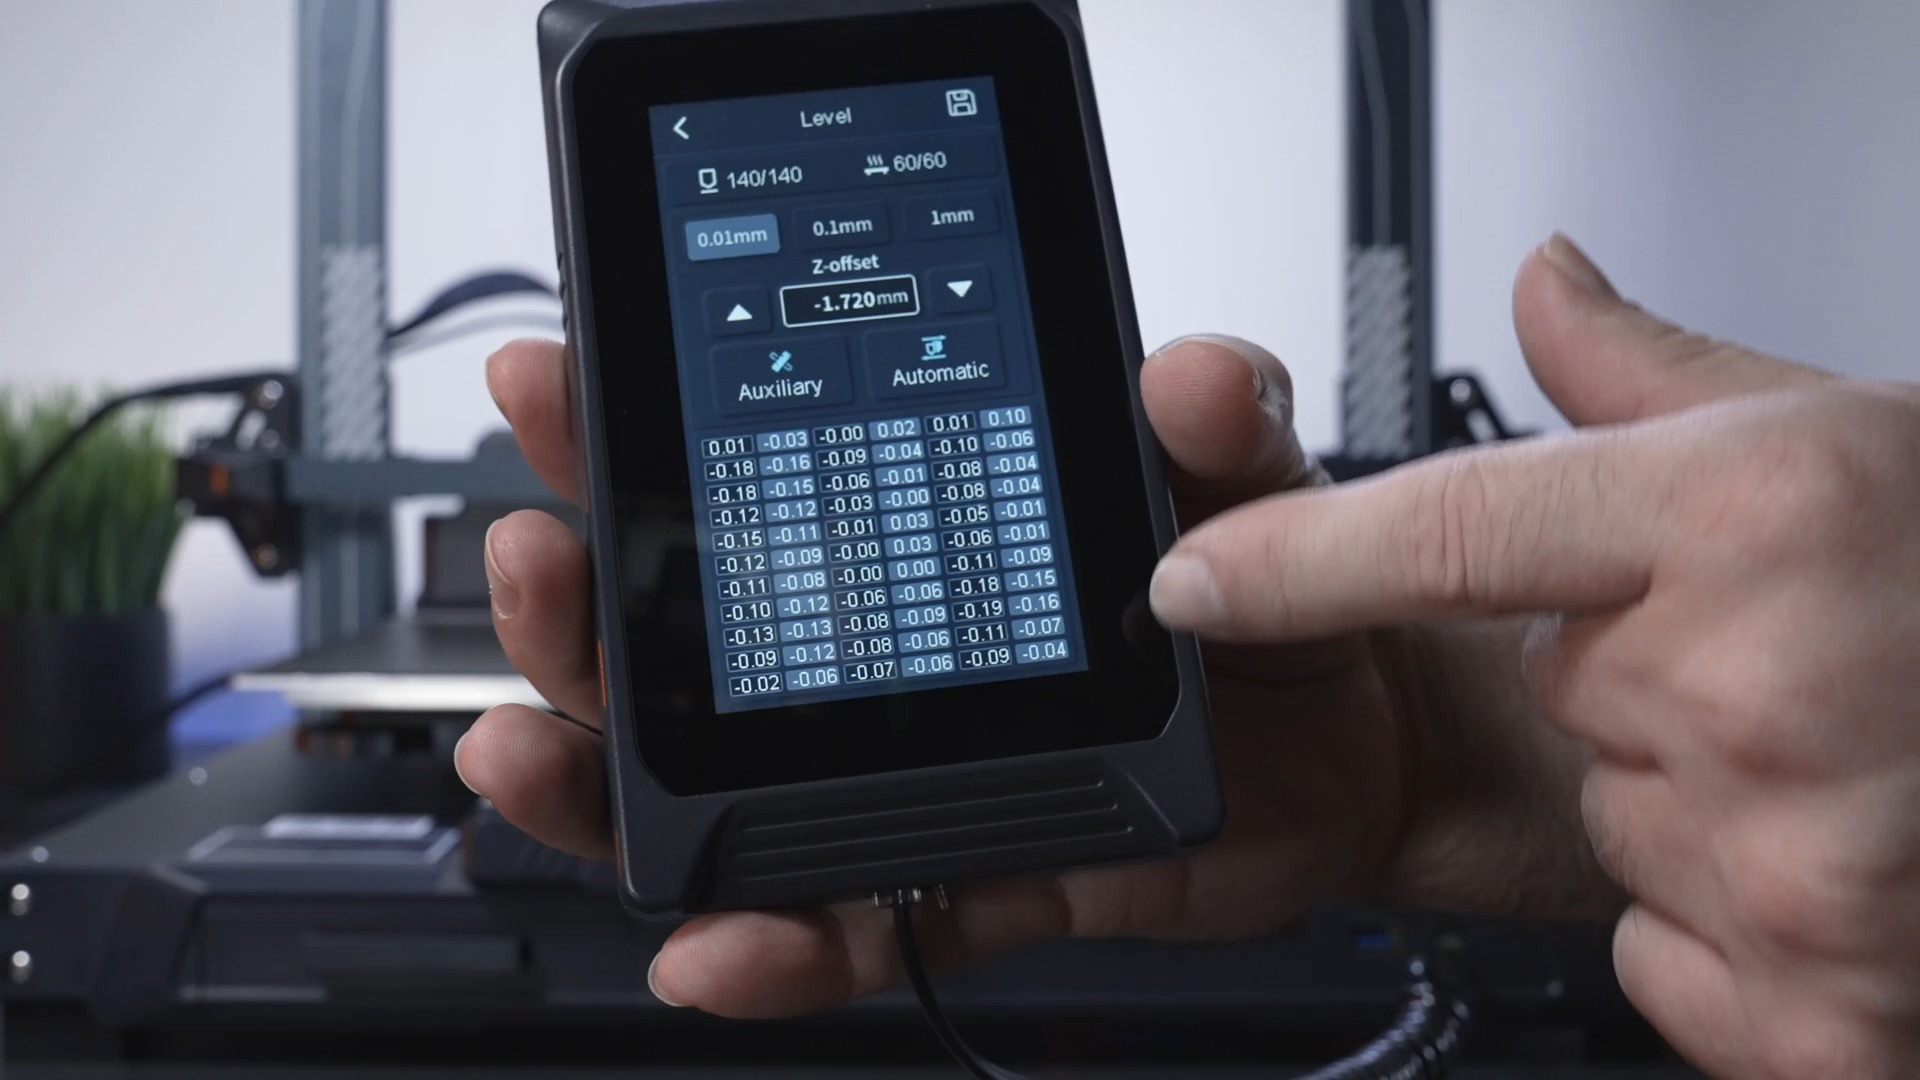 Level
140/140 60/60
0.01mm 0.1mm 1mm
Z-offset
-1.720mm
Auxiliary Automatic
0.01 -0.03 -0.00 0.02 0.01 0.10
-0.18 -0.16 -0.09 -0.04 -0.10 -0.06
-0.18 -0.15 -0.06 -0.01 -0.08 -0.04
-0.12 -0.12 -0.03 -0.00 -0.08 -0.04
-0.15 -0.11 -0.01 0.03 -0.05 -0.01
-0.12 -0.09 -0.00 0.03 -0.06 -0.01
-0.11 -0.08 -0.00 0.00 -0.11 -0.09
-0.10 -0.12 -0.06 -0.06 -0.18 -0.15
-0.13 -0.13 -0.08 -0.09 -0.19 -0.16
-0.09 -0.12 -0.08 -0.06 -0.11 -0.07
-0.02 -0.06 -0.07 -0.06 -0.09 -0.04